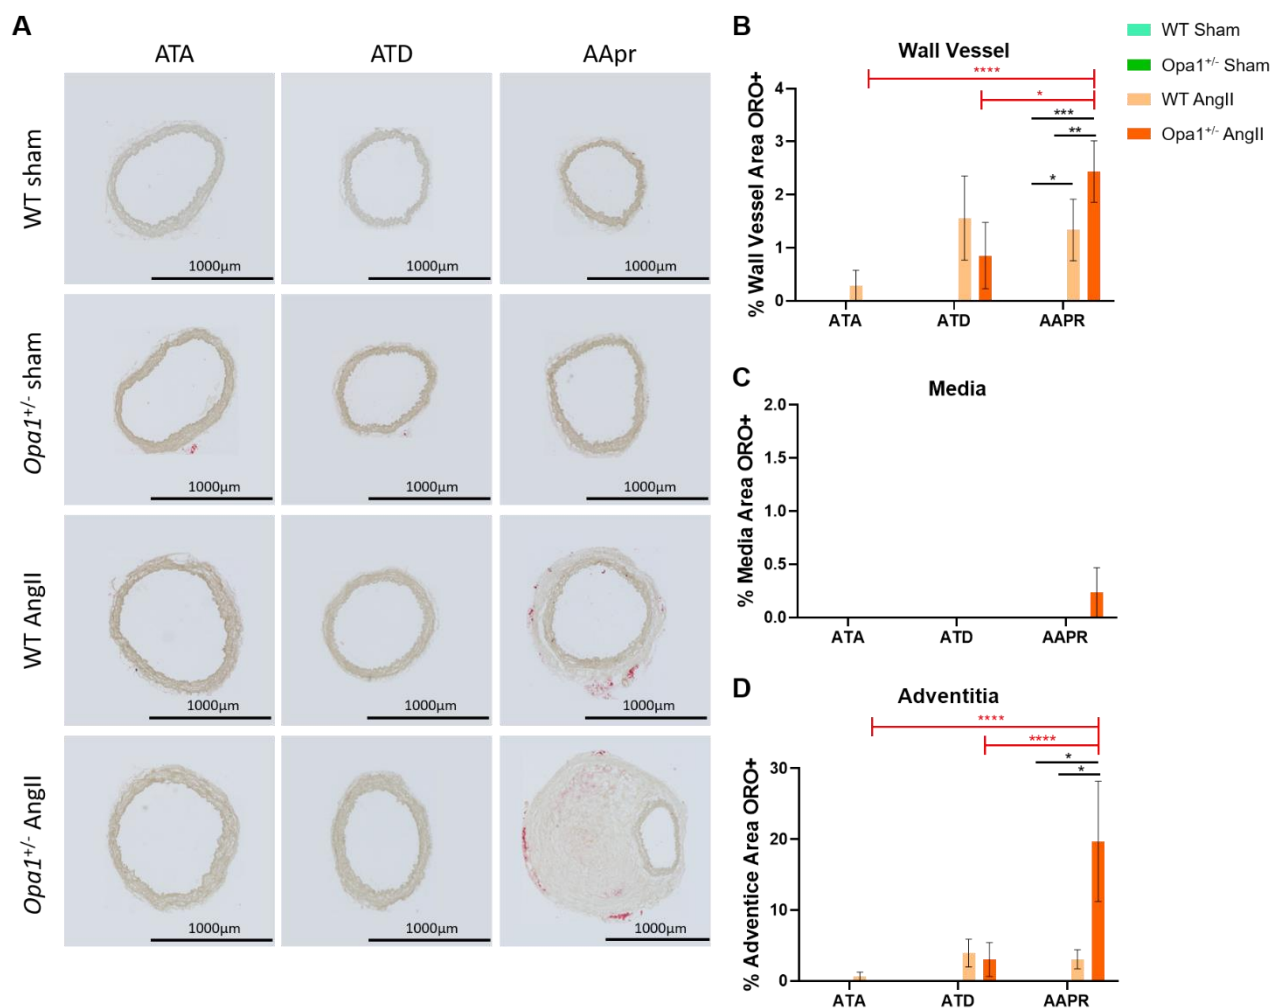 A
ATA ATD AApr
WT sham
1000µm 1000µm 1000µm
Opa1+/- sham
1000µm 1000µm 1000µm
WT AngII
1000µm 1000µm 1000µm
Opa1+/- AngII
1000µm 1000µm 1000µm
B
Wall Vessel
WT Sham
Opa1+/- Sham
WT AngII
Opa1+/- AngII
****
*
***
**
*
% Wall Vessel Area ORO+
4
3
2
1
0
ATA ATD AAPR
C
Media
% Media Area ORO+
2.0
1.5
1.0
0.5
0.0
ATA ATD AAPR
D
Adventitia
****
****
*
*
% Adventice Area ORO+
30
20
10
0
ATA ATD AAPR